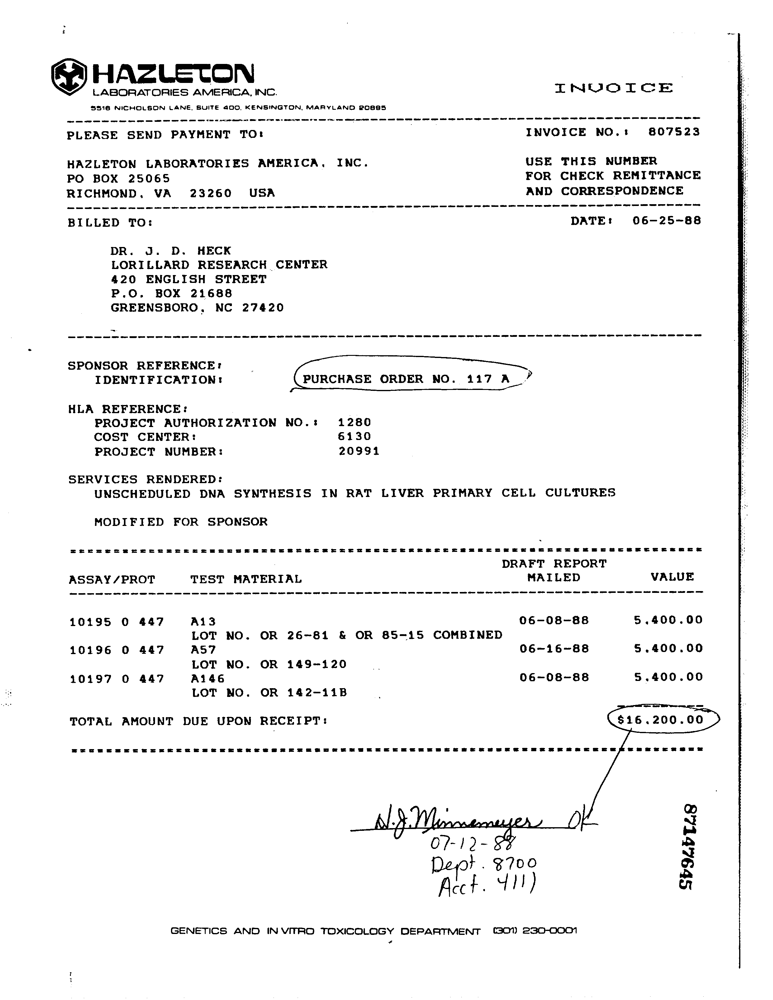 HAZLETON
LABORATORIES AMERICA, INC.
5516 NICHOLSON LANE, SUITE 400, KENSINGTON, MARYLAND 20895
INVOICE
PLEASE SEND PAYMENT TO:
INVOICE NO.: 807523
HAZLETON LABORATORIES AMERICA, INC.
PO BOX 25065
RICHMOND, VA 23260 USA
USE THIS NUMBER
FOR CHECK REMITTANCE
AND CORRESPONDENCE
BILLED TO:
DATE: 06-25-88
DR. J. D. HECK
LORILLARD RESEARCH CENTER
420 ENGLISH STREET
P.O. BOX 21688
GREENSBORO, NC 27420
SPONSOR REFERENCE:
IDENTIFICATION: PURCHASE ORDER NO. 117 A
HLA REFERENCE:
PROJECT AUTHORIZATION NO.: 1280
COST CENTER: 6130
PROJECT NUMBER: 20991
SERVICES RENDERED:
UNSCHEDULED DNA SYNTHESIS IN RAT LIVER PRIMARY CELL CULTURES
MODIFIED FOR SPONSOR
DRAFT REPORT
ASSAY/PROT TEST MATERIAL MAILED VALUE
10195 0 447 A13 06-08-88 5,400.00
LOT NO. OR 26-81 & OR 85-15 COMBINED
10196 0 447 A57 06-16-88 5,400.00
LOT NO. OR 149-120
10197 0 447 A146 06-08-88 5,400.00
LOT NO. OR 142-11B
TOTAL AMOUNT DUE UPON RECEIPT: $16,200.00
H.J. Minnemeyer OK
07-12-88
Dept. 8700
Acct. 4111
87147645
GENETICS AND IN VITRO TOXICOLOGY DEPARTMENT (301) 230-0001